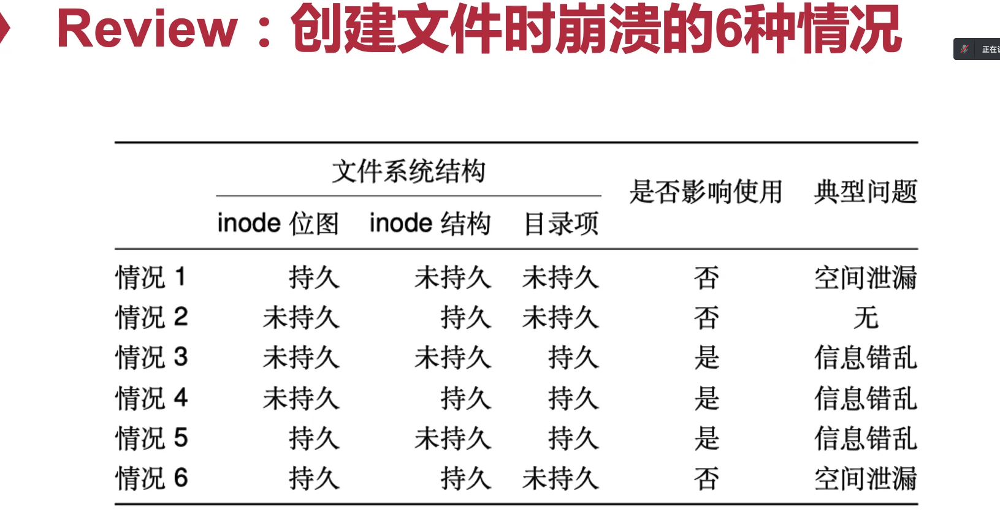 Review：创建文件时崩溃的6种情况
正在
文件系统结构 是否影响使用 典型问题
inode 位图 inode 结构 目录项
情况 1 持久 未持久 未持久 否 空间泄漏
情况 2 未持久 持久 未持久 否 无
情况 3 未持久 未持久 持久 是 信息错乱
情况 4 未持久 持久 持久 是 信息错乱
情况 5 持久 未持久 持久 是 信息错乱
情况 6 持久 持久 未持久 否 空间泄漏